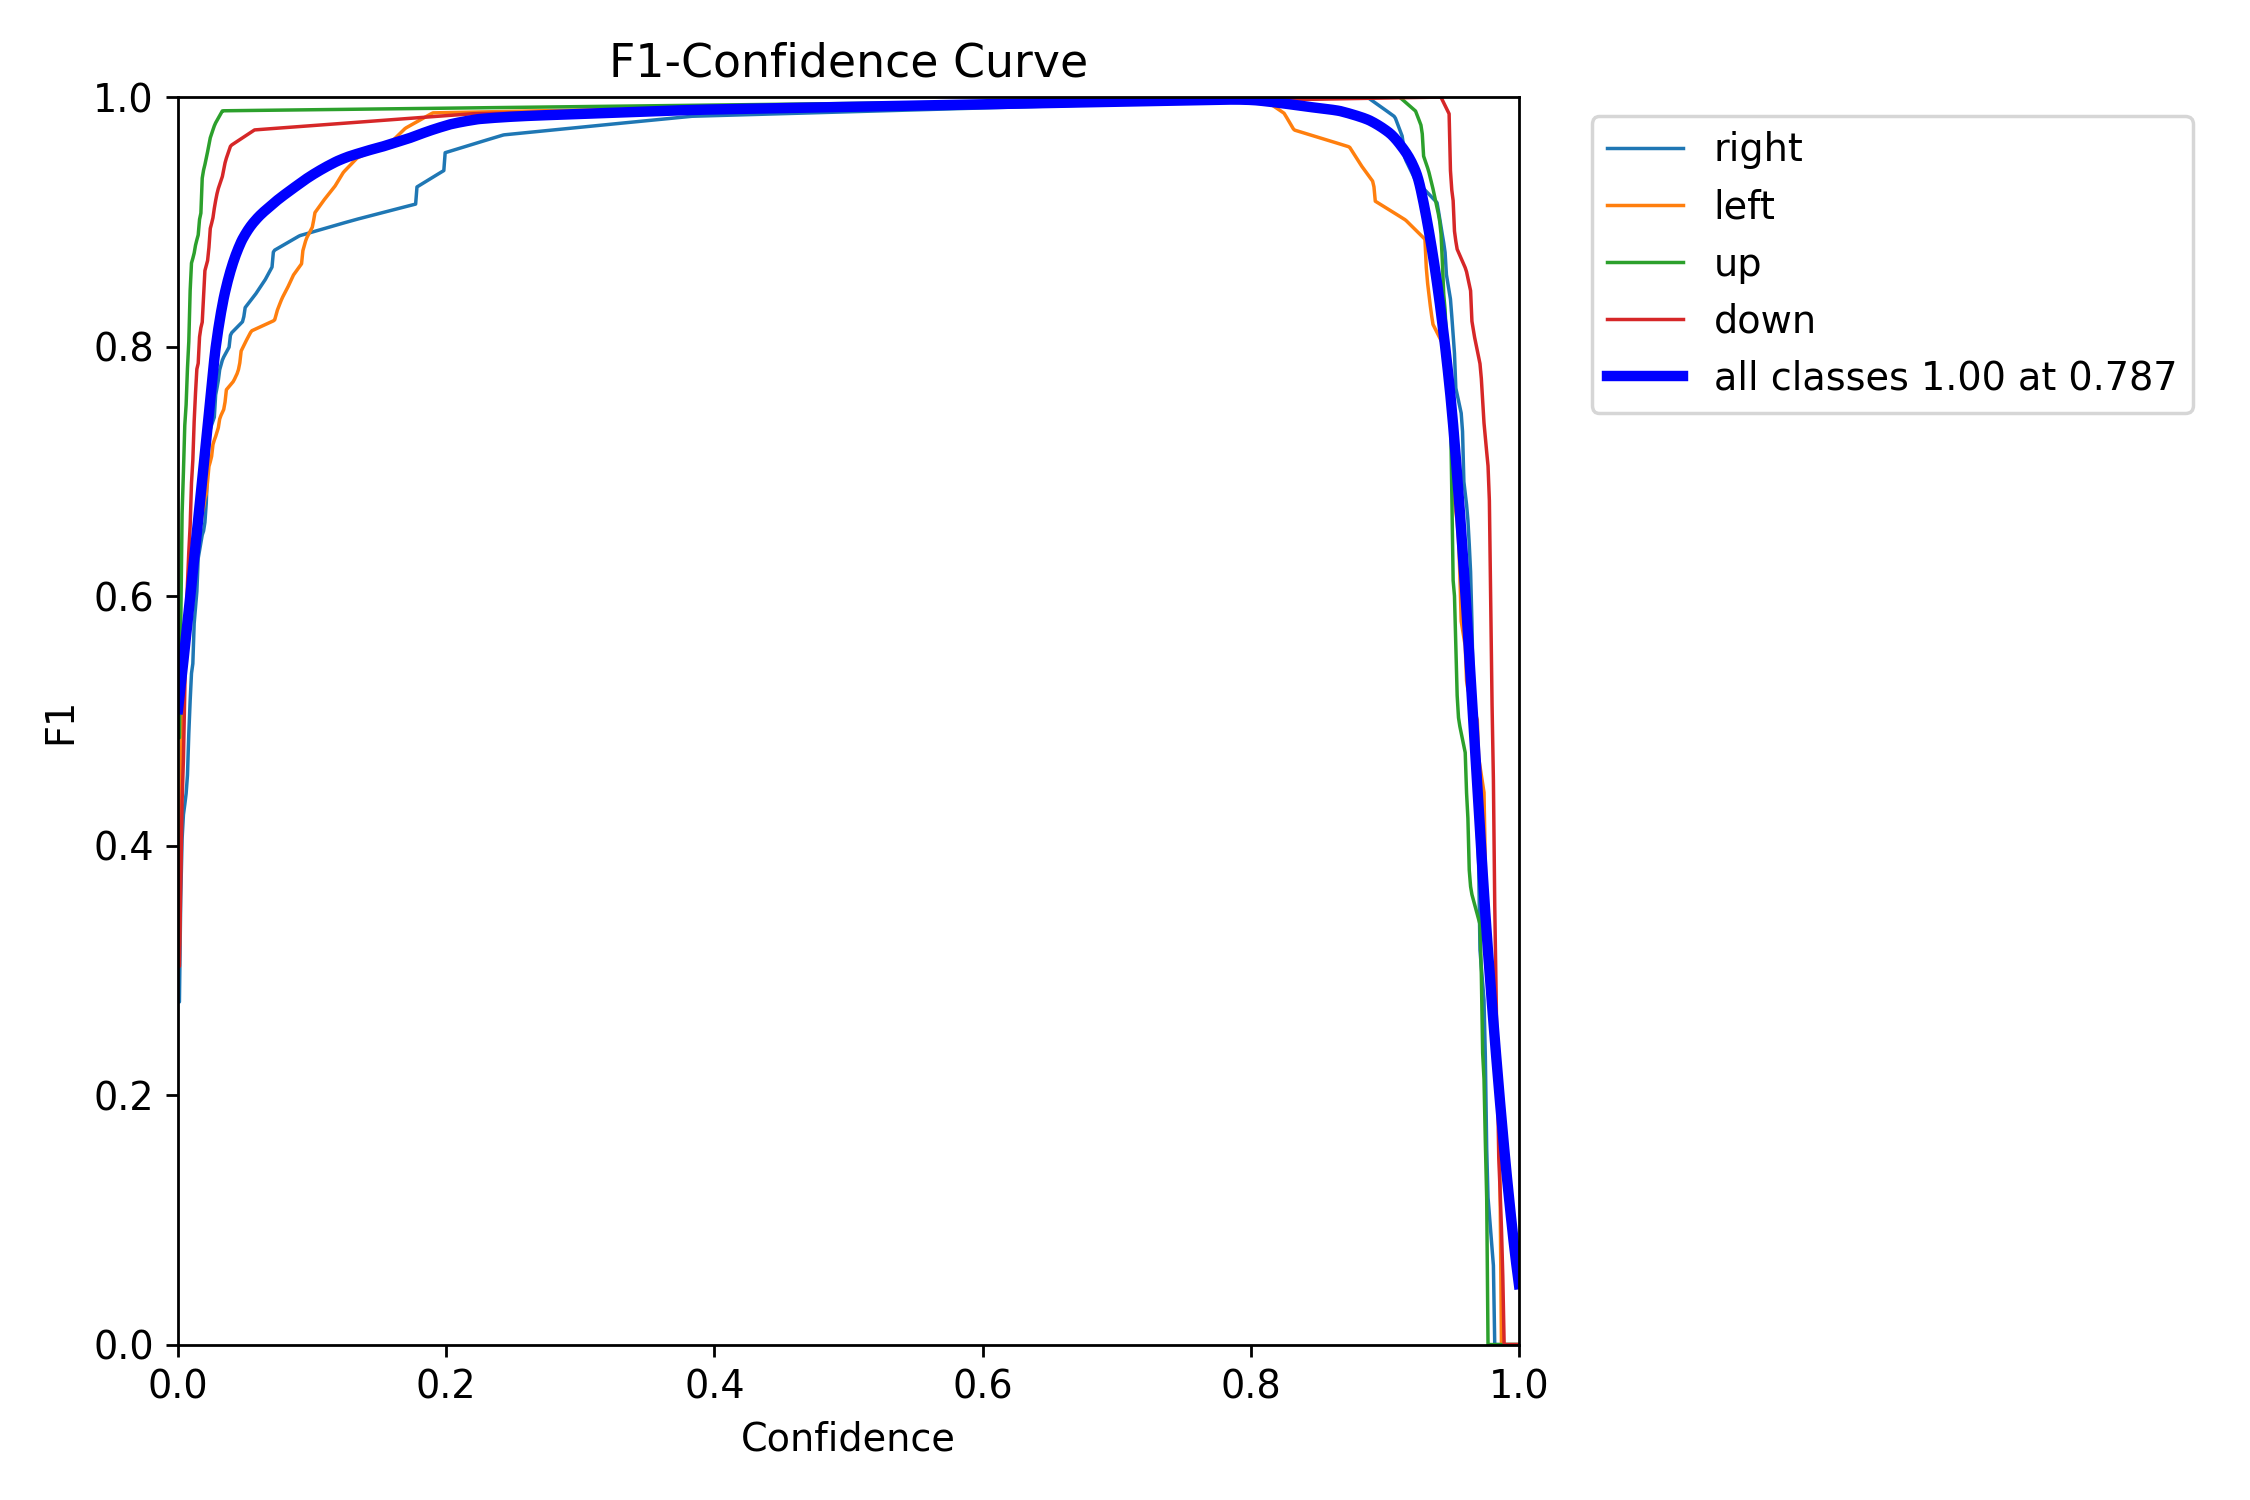 F1-Confidence Curve
1.0
0.8
0.6
0.4
0.2
0.0
F1
0.0 0.2 0.4 0.6 0.8 1.0
Confidence
right
left
up
down
all classes 1.00 at 0.787